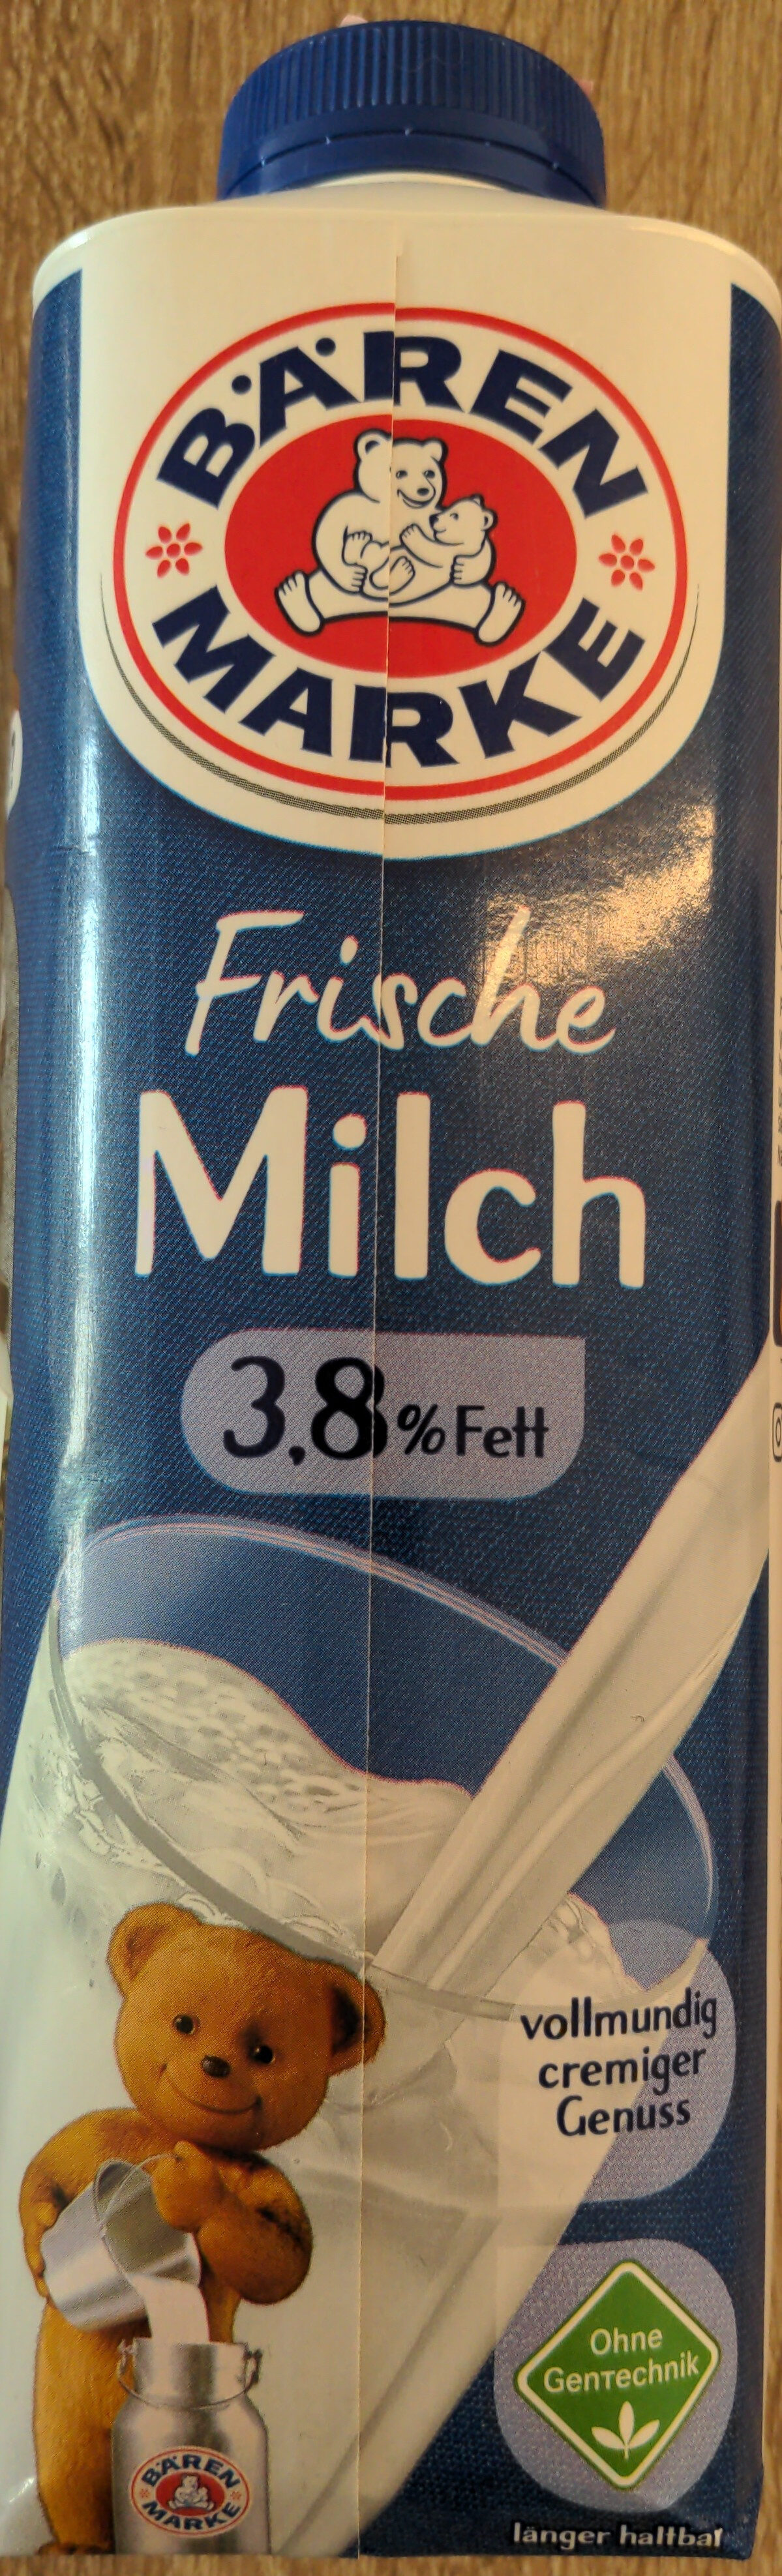 BÄREN
MARKE
Frische
Milch
3,8 % Fett
vollmundig
cremiger
Genuss
Ohne
GenTechnik
BÄREN
MARKE
länger haltbar